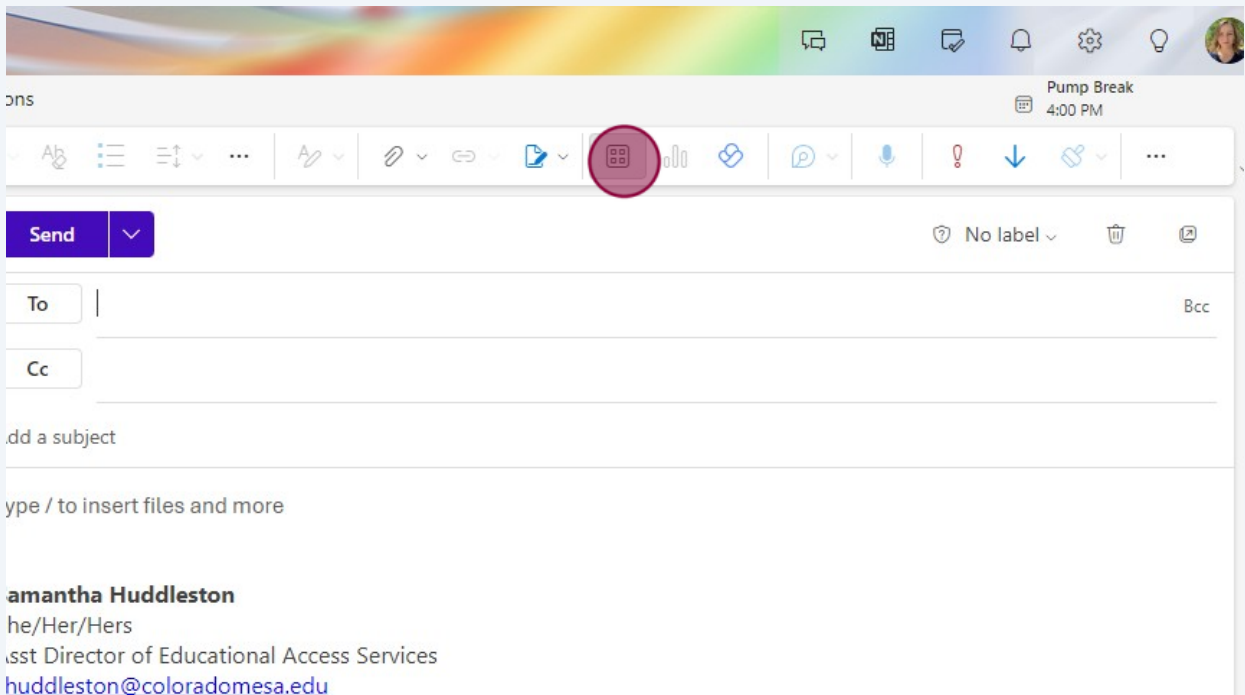 Pump Break
ons
4:00 PM
Send
No label
To
Bcc
Cc
dd a subject
ype / to insert files and more
amantha Huddleston
he/Her/Hers
sst Director of Educational Access Services
huddleston@coloradomesa.edu